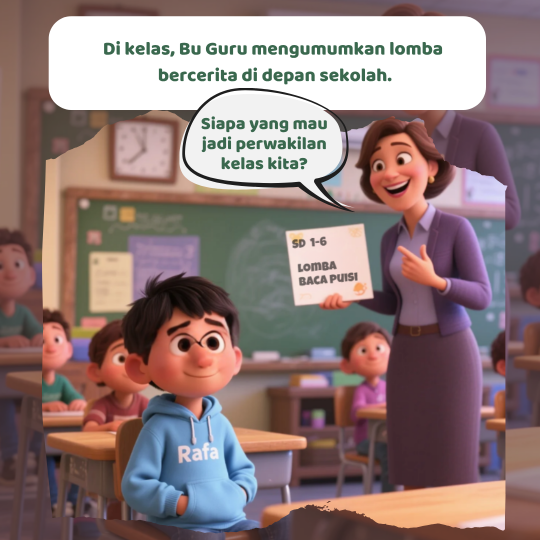 Di kelas, Bu Guru mengumumkan lomba
bercerita di depan sekolah.
Siapa yang mau
jadi perwakilan
kelas kita?
SD 1-6
LOMBA
BACA PUISI
Rafa